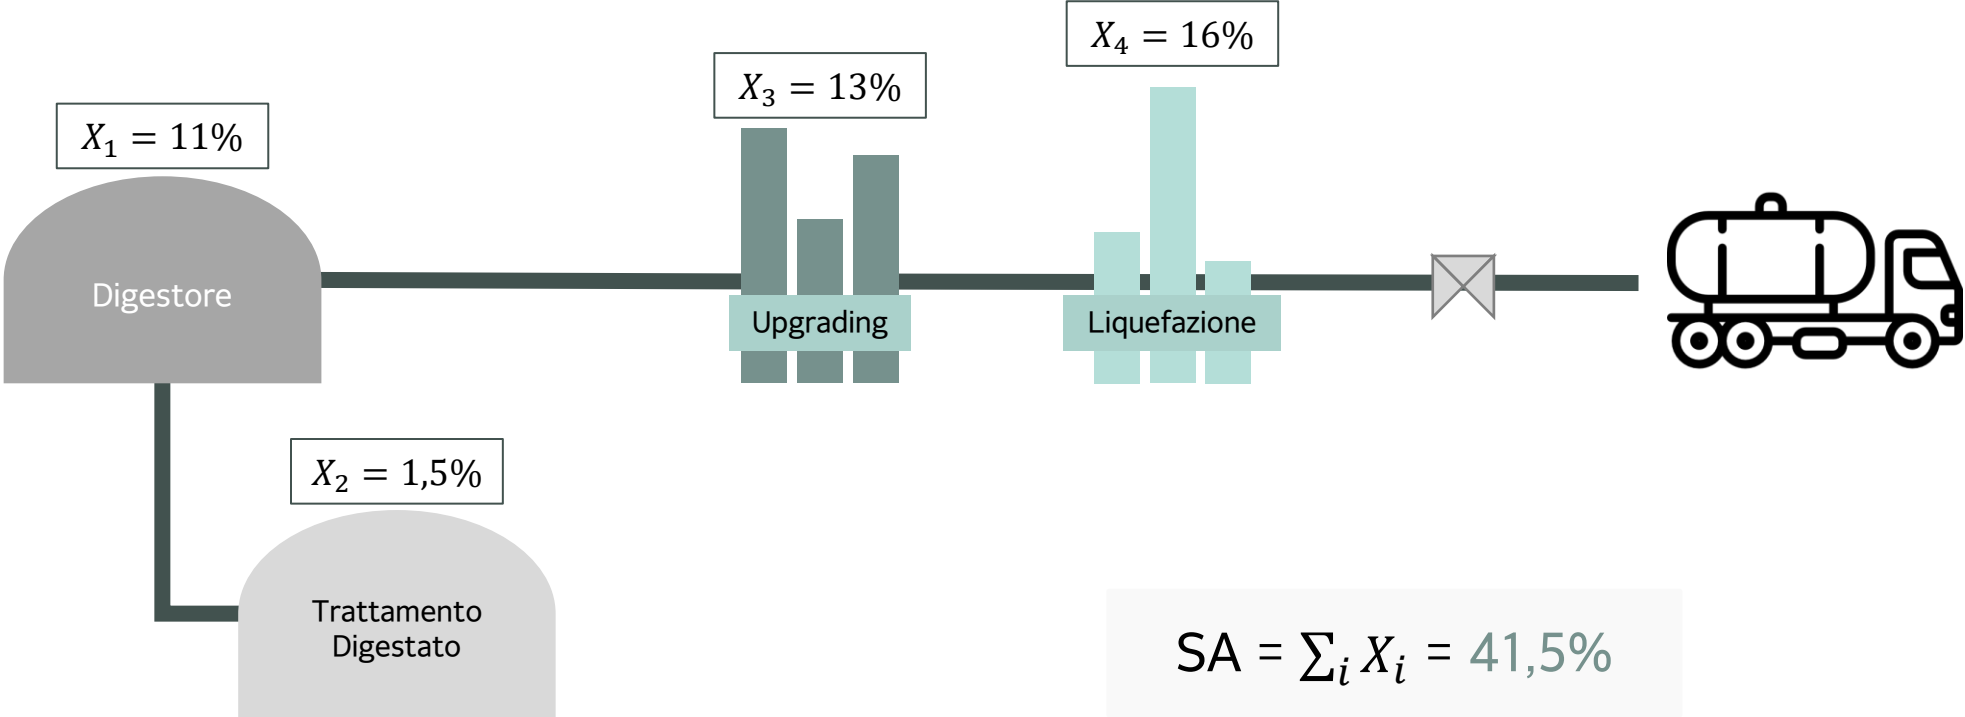 X₄ = 16%
X₃ = 13%
X₁ = 11%
Digestore
Upgrading
Liquefazione
X₂ = 1,5%
Trattamento
Digestato
SA = ∑ᵢ Xᵢ = 41,5%